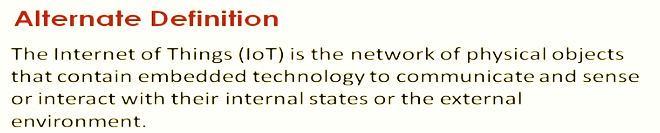 Alternate Definition
The Internet of Things (IoT) is the network of physical objects
that contain embedded technology to communicate and sense
or interact with their internal states or the external
environment.